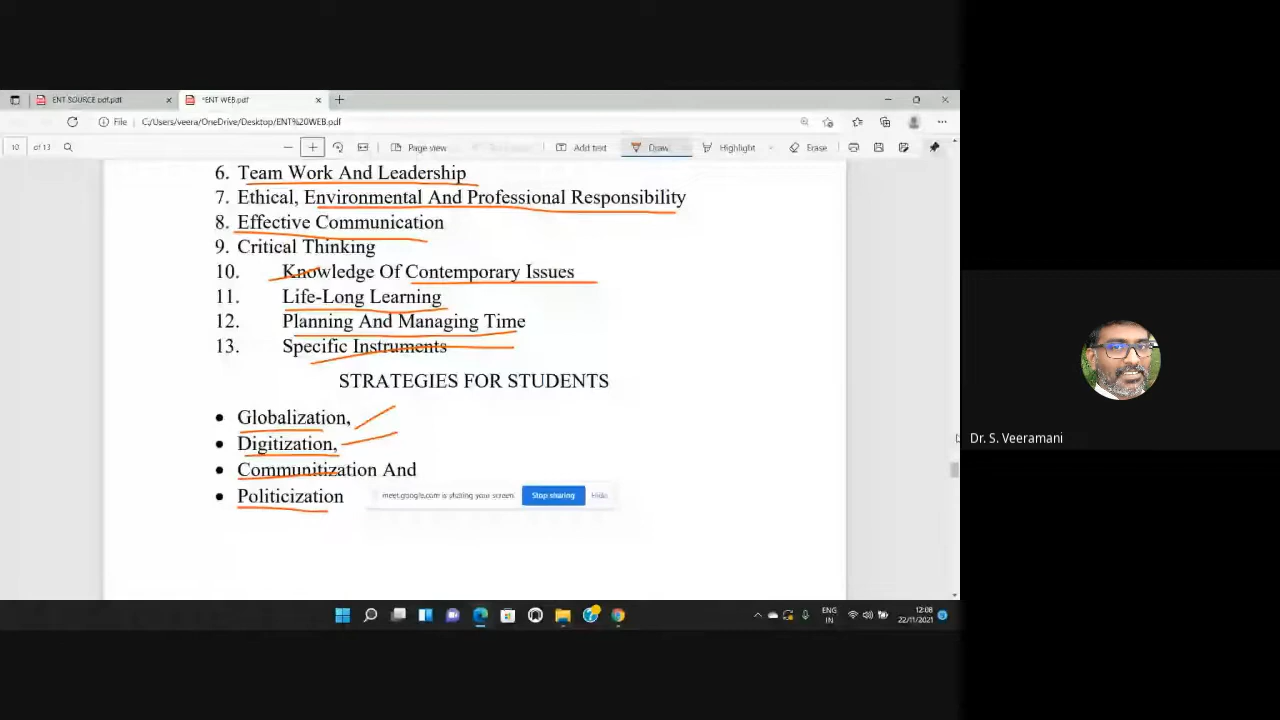 ENT SOURCE pdf.pdf
*ENT WEB.pdf
File
C:/Users/veera/OneDrive/Desktop/ENT%20WEB.pdf
10 of 13
Page view
Add text
Draw
Highlight
Erase
6. Team Work And Leadership
7. Ethical, Environmental And Professional Responsibility
8. Effective Communication
9. Critical Thinking
10. Knowledge Of Contemporary Issues
11. Life-Long Learning
12. Planning And Managing Time
13. Specific Instruments
STRATEGIES FOR STUDENTS
• Globalization,
• Digitization,
• Communitization And
• Politicization
meet.google.com is sharing your screen.
Stop sharing
Hide
Dr. S. Veeramani
ENG
IN
12:08
22/11/2021